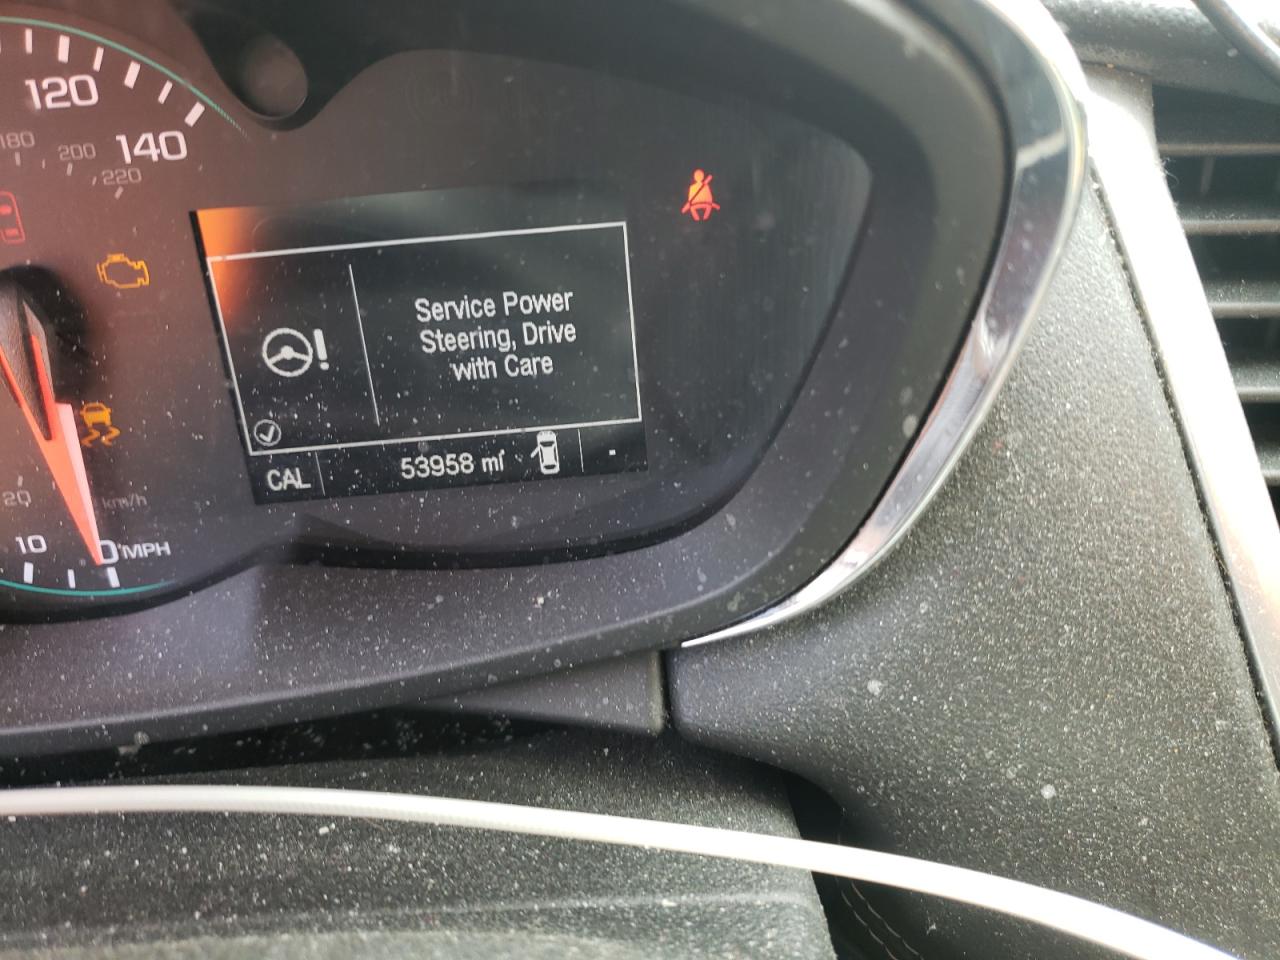 120
180
200
140
220
Service Power
Steering, Drive
with Care
CAL
53958 mi
20
km/h
10
0 MPH